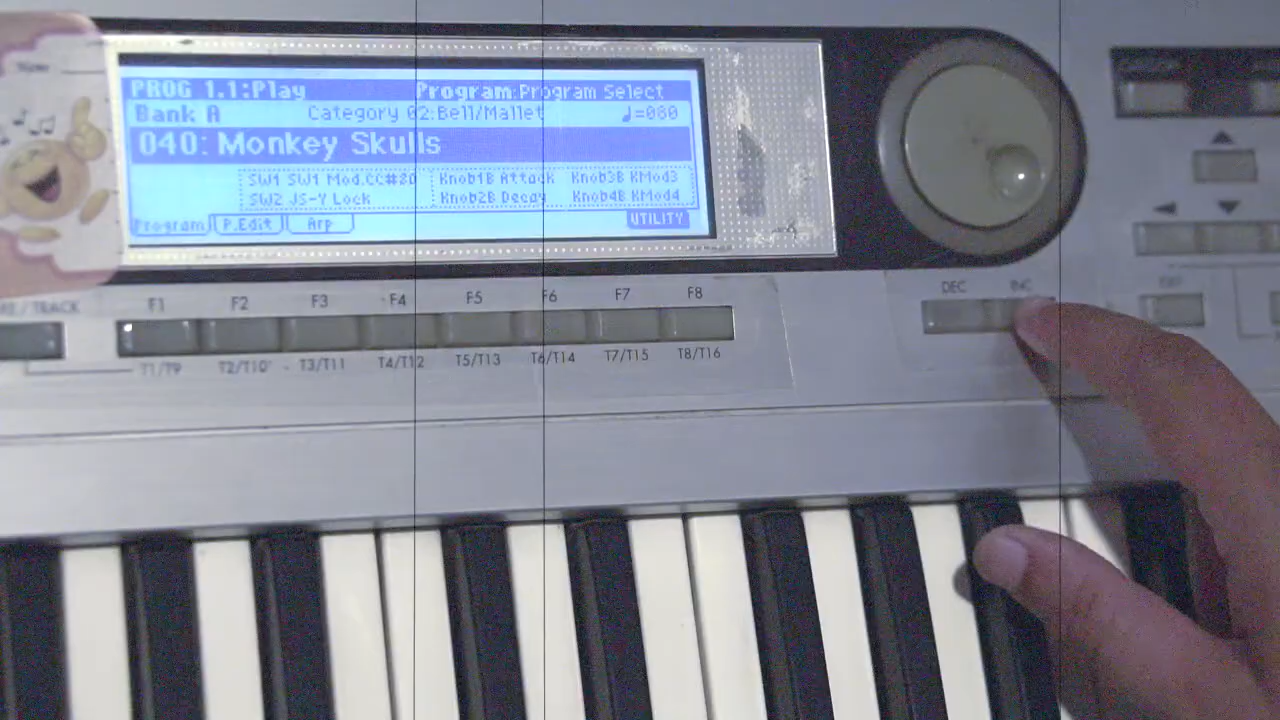 PROG 1.1:Play Program:Program Select
Bank A Category 02:Bell/Mallet ♩=080
040: Monkey Skulls
SW1 SW1 Mod.CC#80 Knob1B Attack Knob3B KMod3
SW2 JS-Y Lock Knob2B Decay Knob4B KMod4
Program P.Edit Arp UTILITY
/ TRACK F1 F2 F3 F4 F5 F6 F7 F8 DEC INC
T1/T9 T2/T10 T3/T11 T4/T12 T5/T13 T6/T14 T7/T15 T8/T16